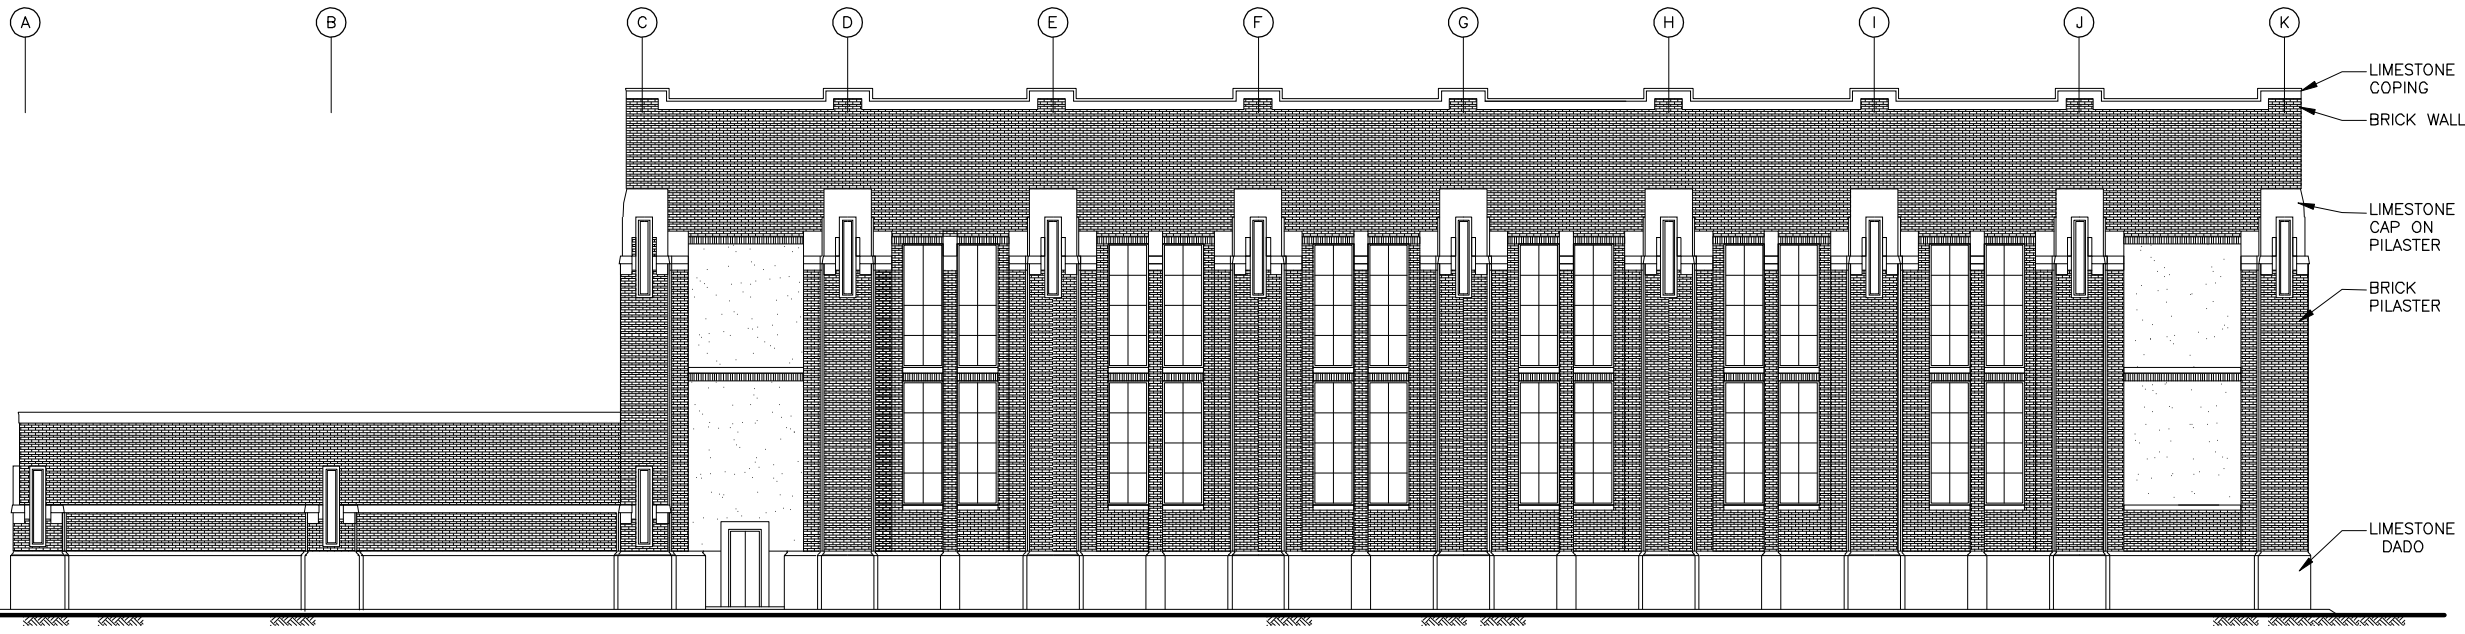 A
B
C
D
E
F
G
H
I
J
K
LIMESTONE
COPING
BRICK WALL
LIMESTONE
CAP ON
PILASTER
BRICK
PILASTER
LIMESTONE
DADO